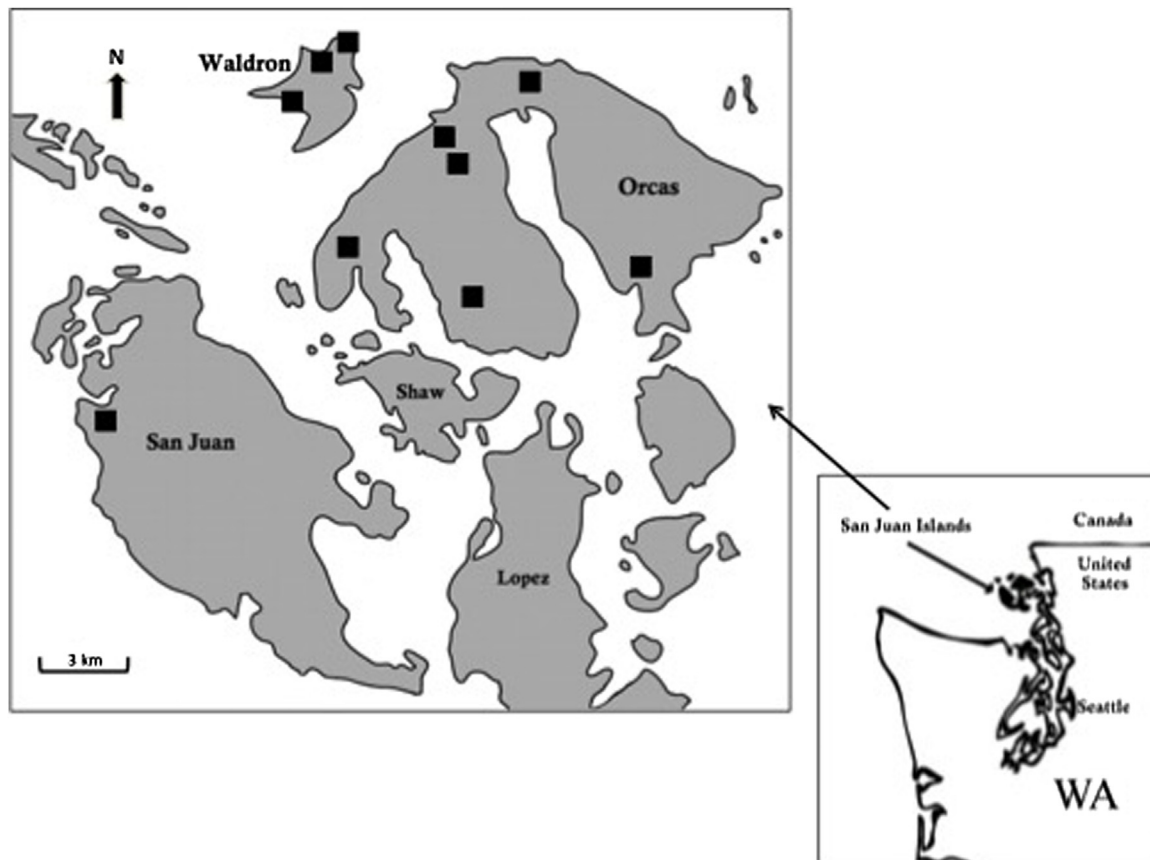 N
Waldron
Orcas
Shaw
San Juan
Lopez
3 km
San Juan Islands
Canada
United
States
Seattle
WA